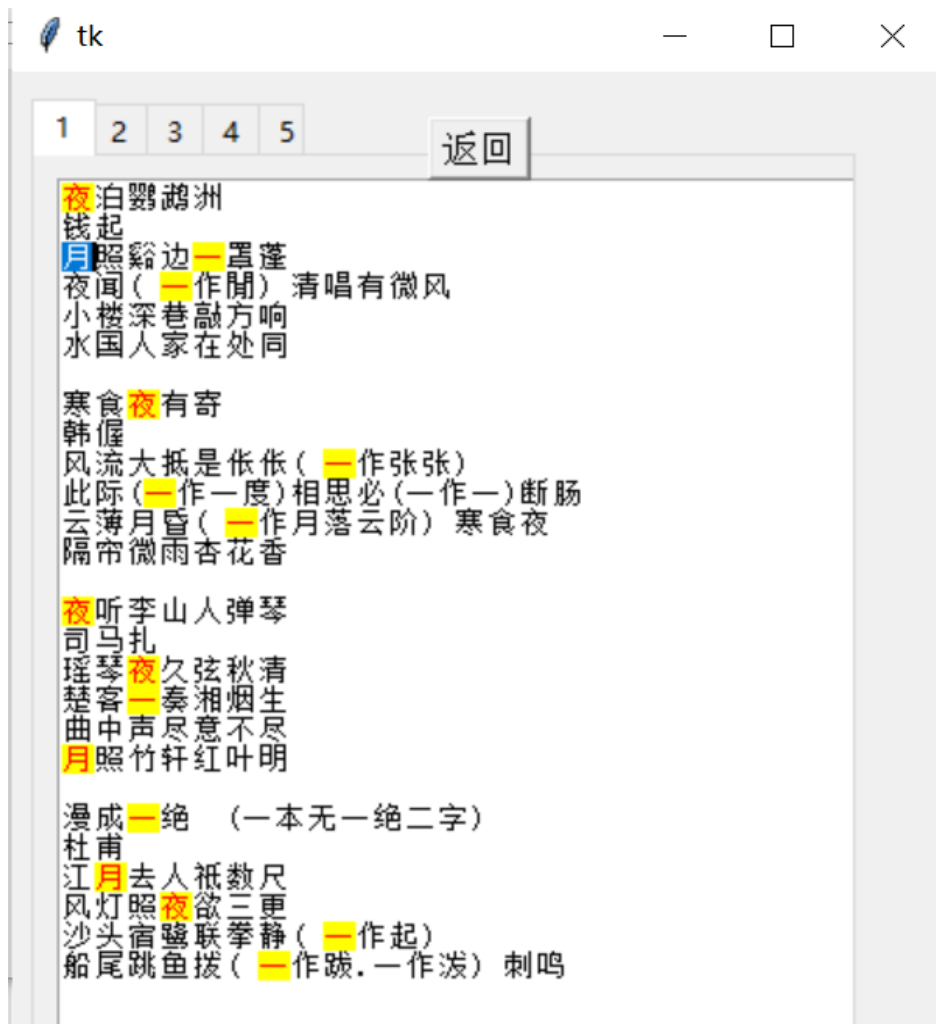 tk
1 2 3 4 5
返回
夜泊鹦鹉洲
钱起
月照谿边一罩蓬
夜闻( 一作閒) 清唱有微风
小楼深巷敲方响
水国人家在处同
寒食夜有寄
韩偓
风流大抵是伥伥( 一作张张)
此际(一作一度)相思必(一作一)断肠
云薄月昏( 一作月落云阶) 寒食夜
隔帘微雨杏花香
夜听李山人弹琴
司马扎
瑶琴夜久弦秋清
楚客一奏湘烟生
曲中声尽意不尽
月照竹轩红叶明
漫成一绝 （一本无一绝二字）
杜甫
江月去人祗数尺
风灯照夜欲三更
沙头宿鹭联拳静( 一作起)
船尾跳鱼拨( 一作跋.一作泼) 刺鸣